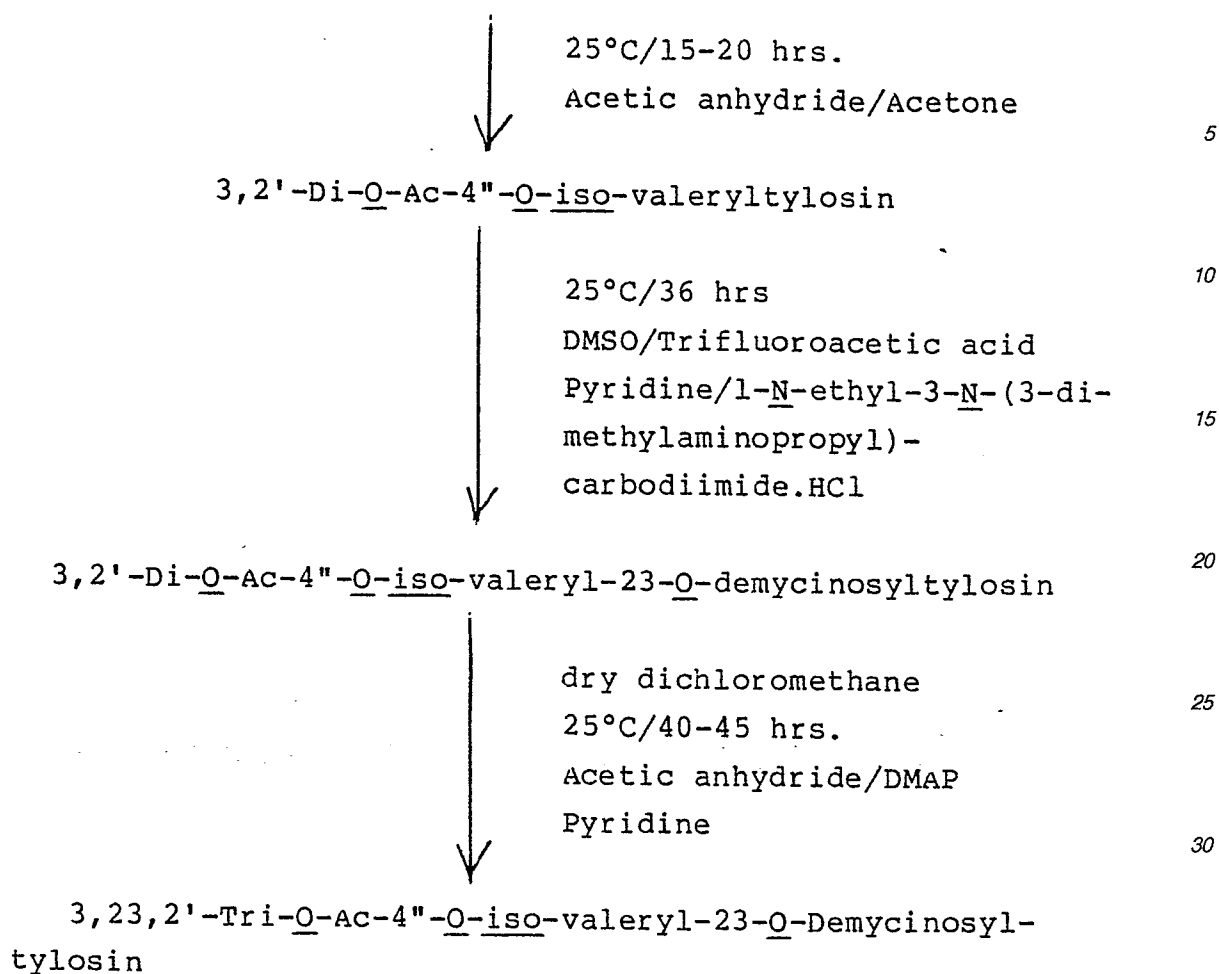 25°C/15-20 hrs.
Acetic anhydride/Acetone
5
3,2'-Di-O-Ac-4"-O-iso-valeryltylosin
10
25°C/36 hrs
DMSO/Trifluoroacetic acid
Pyridine/1-N-ethyl-3-N-(3-di-
15
methylaminopropyl)-
carbodiimide.HCl
20
3,2'-Di-O-Ac-4"-O-iso-valeryl-23-O-demycinosyltylosin
dry dichloromethane
25
25°C/40-45 hrs.
Acetic anhydride/DMAP
Pyridine
30
3,23,2'-Tri-O-Ac-4"-O-iso-valeryl-23-O-Demycinosyl-
tylosin